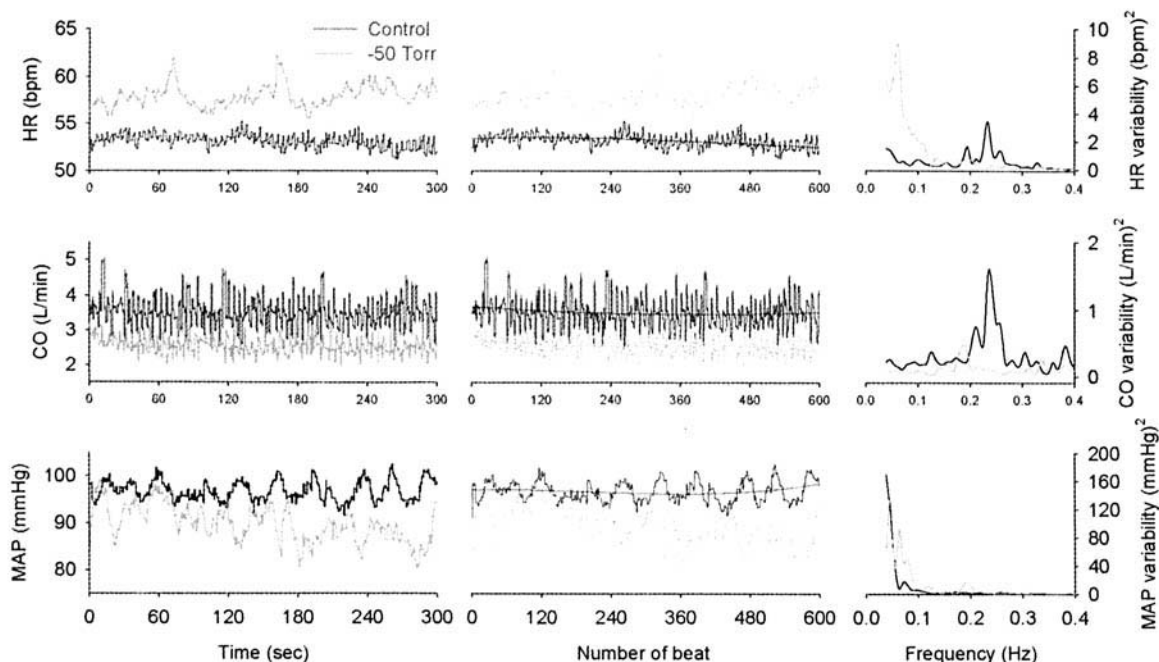 Control
-50 Torr
HR (bpm)
65
60
55
50
0 60 120 180 240 300
0 120 240 360 480 600
10
8
6
4
2
0
0.0 0.1 0.2 0.3 0.4
HR variability (bpm)²
CO (L/min)
5
4
3
2
0 60 120 180 240 300
0 120 240 360 480 600
2
1
0
0.0 0.1 0.2 0.3 0.4
CO variability (L/min)²
MAP (mmHg)
100
90
80
0 60 120 180 240 300
0 120 240 360 480 600
200
160
120
80
40
0
0.0 0.1 0.2 0.3 0.4
MAP variability (mmHg)²
Time (sec)
Number of beat
Frequency (Hz)